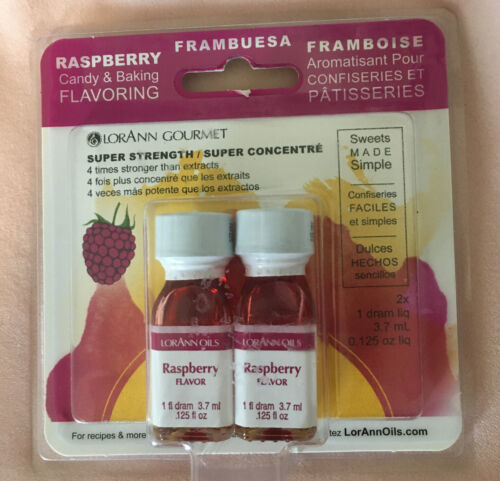 RASPBERRY
Candy & Baking
FLAVORING
FRAMBUESA
FRAMBOISE
Aromatisant Pour
CONFISERIES ET
PÂTISSERIES
LORANN GOURMET
SUPER STRENGTH / SUPER CONCENTRÉ
4 times stronger than extracts
4 fois plus concentré que les extraits
4 veces más potente que los extractos
Sweets
MADE
Simple
Confiseries
FACILES
et simples
Dulces
HECHOS
sencillos
2x
1 dram liq
3.7 mL
0.125 oz liq
LORANN OILS
Raspberry
FLAVOR
1 fl dram 3.7 ml
.125 fl oz
LORANN OILS
Raspberry
FLAVOR
1 fl dram 3.7 ml
.125 fl oz
For recipes & more
tez LorAnnOils.com